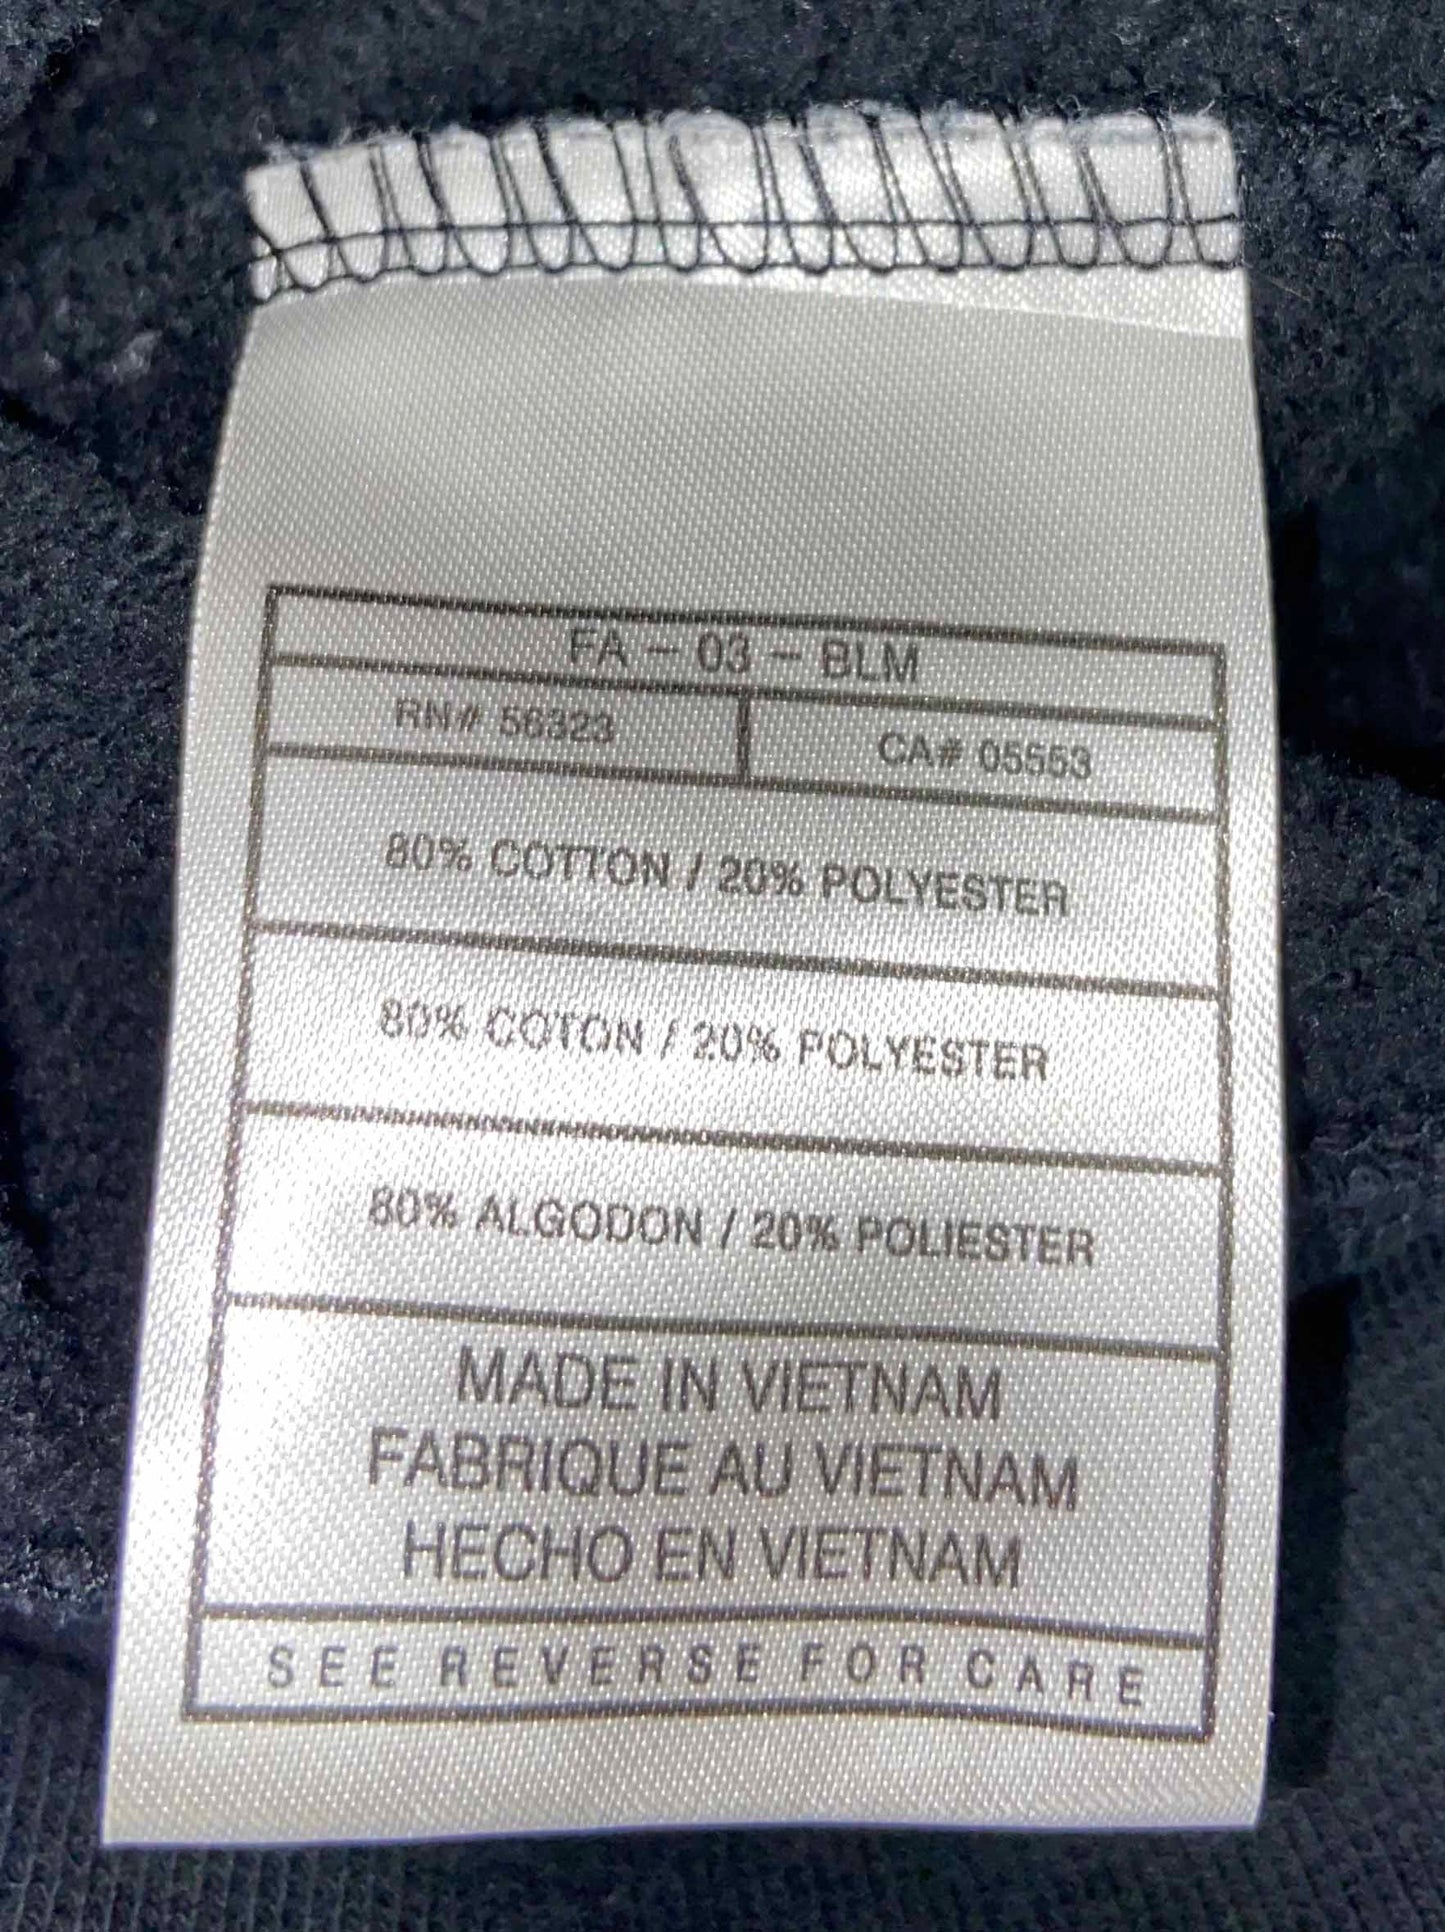 FA - 03 - BLM
RN# 56323
CA# 05553
80% COTTON / 20% POLYESTER
80% COTON / 20% POLYESTER
80% ALGODON / 20% POLIESTER
MADE IN VIETNAM
FABRIQUE AU VIETNAM
HECHO EN VIETNAM
SEE REVERSE FOR CARE